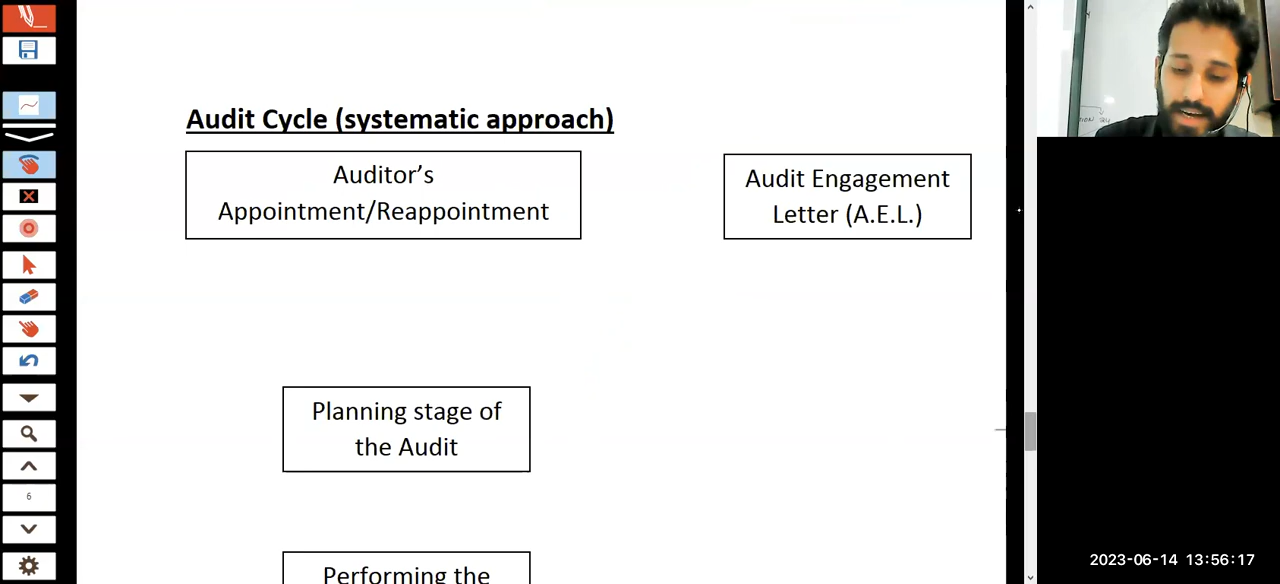 Audit Cycle (systematic approach)
Auditor’s
Appointment/Reappointment
Audit Engagement
Letter (A.E.L.)
Planning stage of
the Audit
Performing the
6
2023-06-14 13:56:17